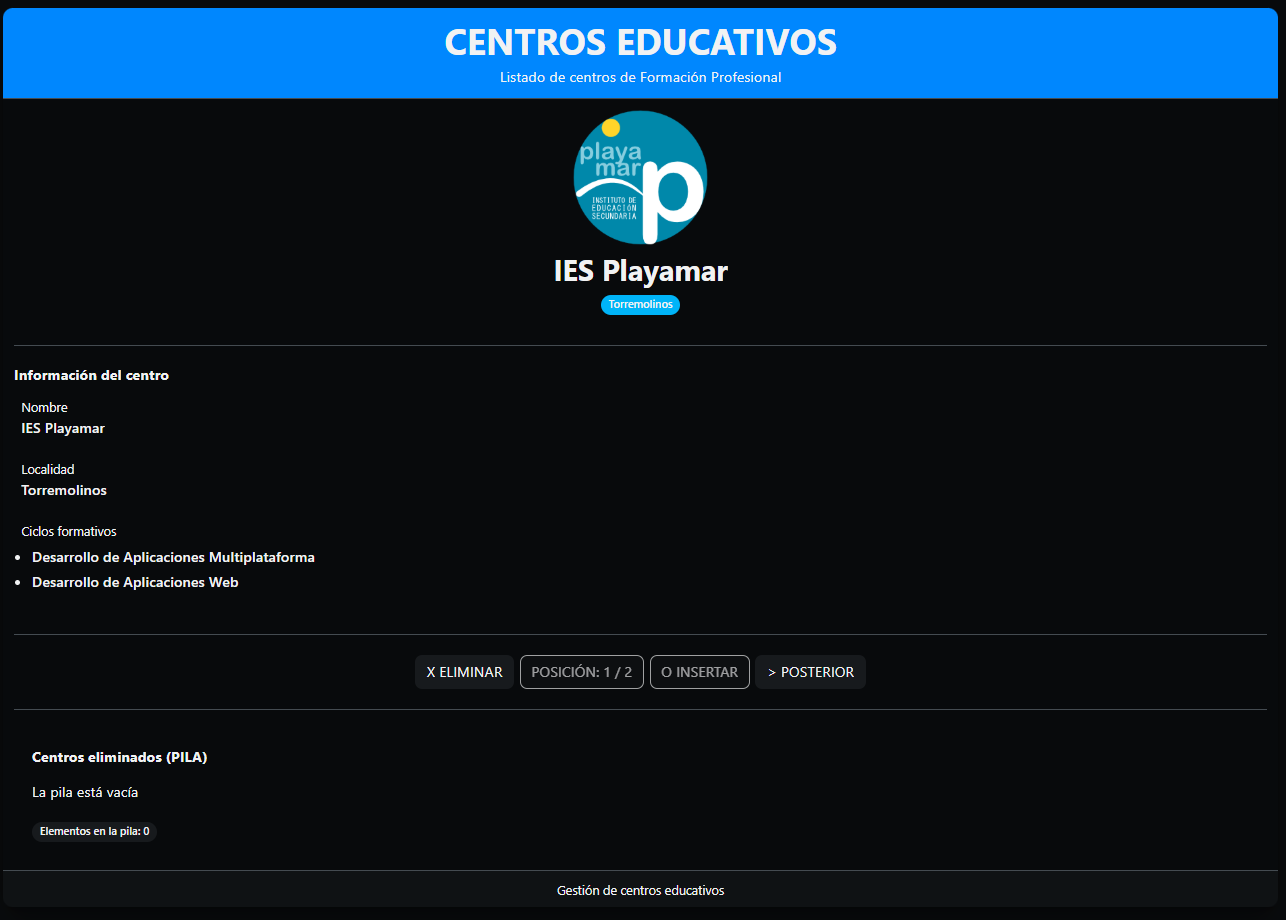 CENTROS EDUCATIVOS
Listado de centros de Formación Profesional
playa
mar
p
INSTITUTO DE
EDUCACIÓN
SECUNDARIA
IES Playamar
Torremolinos
Información del centro
Nombre
IES Playamar
Localidad
Torremolinos
Ciclos formativos
• Desarrollo de Aplicaciones Multiplataforma
• Desarrollo de Aplicaciones Web
X ELIMINAR POSICIÓN: 1 / 2 O INSERTAR > POSTERIOR
Centros eliminados (PILA)
La pila está vacía
Elementos en la pila: 0
Gestión de centros educativos